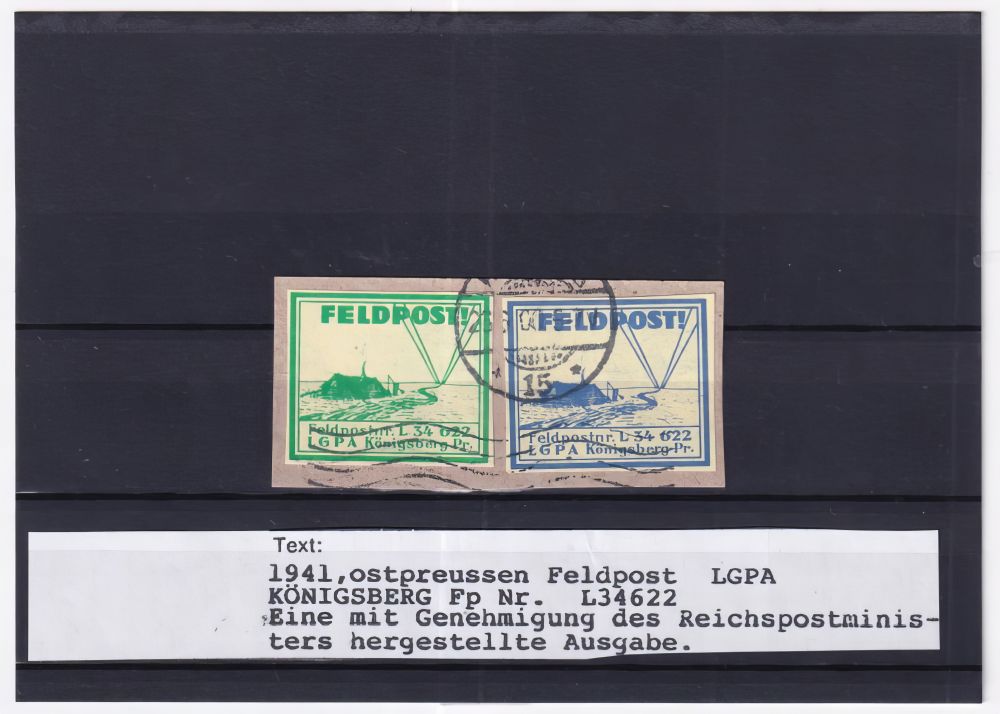 FELDPOST!
Feldpostnr. L 34 622
LGPA Königsberg-Pr.
FELDPOST!
Feldpostnr. L 34 622
LGPA Königsberg-Pr.
15
Text:
1941,ostpreussen Feldpost LGPA
KÖNIGSBERG Fp Nr. L34622
Eine mit Genehmigung des Reichspostminis-
ters hergestellte Ausgabe.